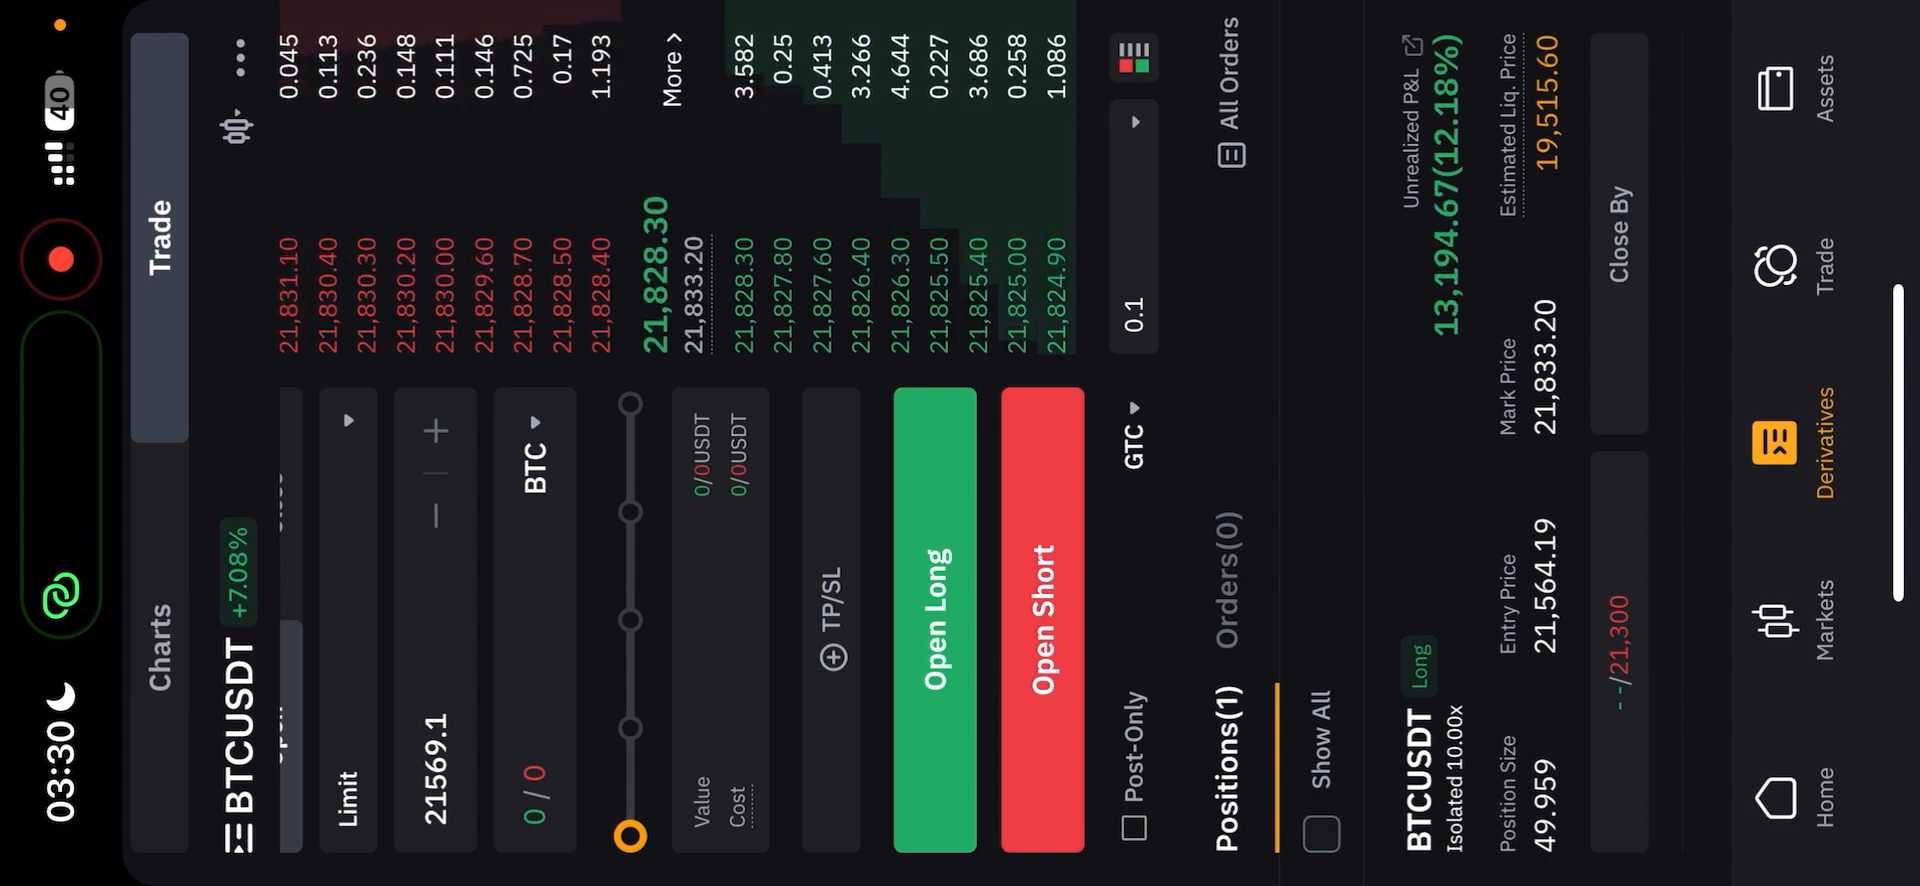 03:30
40
Charts
Trade
BTCUSDT +7.08%
Limit
21569.1
0 / 0
BTC
Value 0/0USDT
Cost 0/0USDT
TP/SL
Open Long
Open Short
Post-Only
GTC
21,831.10 0.045
21,830.40 0.113
21,830.30 0.236
21,830.20 0.148
21,830.00 0.111
21,829.60 0.146
21,828.70 0.725
21,828.50 0.17
21,828.40 1.193
21,828.30
21,833.20
More >
21,828.30 3.582
21,827.80 0.25
21,827.60 0.413
21,826.40 3.266
21,826.30 4.644
21,825.50 0.227
21,825.40 3.686
21,825.00 0.258
21,824.90 1.086
0.1
Positions(1)
Orders(0)
All Orders
Show All
BTCUSDT Long
Isolated 10.00x
Unrealized P&L
13,194.67(12.18%)
Position Size Entry Price Mark Price Estimated Liq. Price
49.959 21,564.19 21,833.20 19,515.60
--/21,300
Close By
Home Markets Derivatives Trade Assets